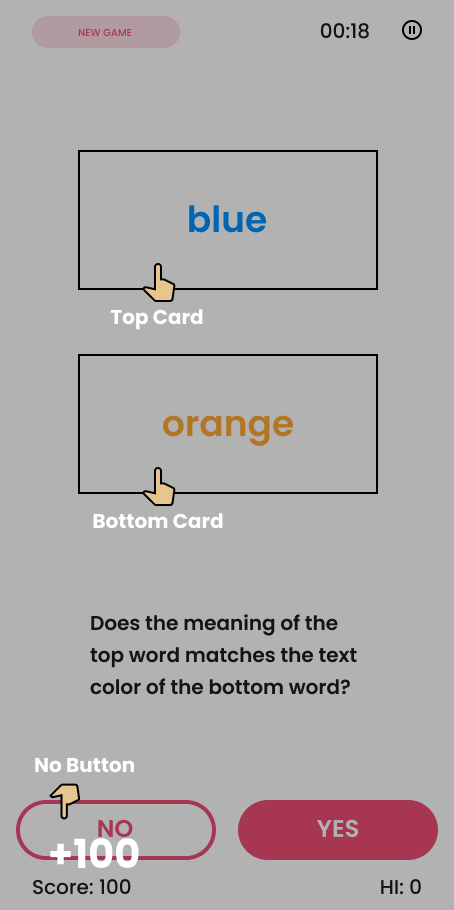 NEW GAME
00:18
blue
Top Card
orange
Bottom Card
Does the meaning of the
top word matches the text
color of the bottom word?
No Button
NO
YES
+100
Score: 100
HI: 0